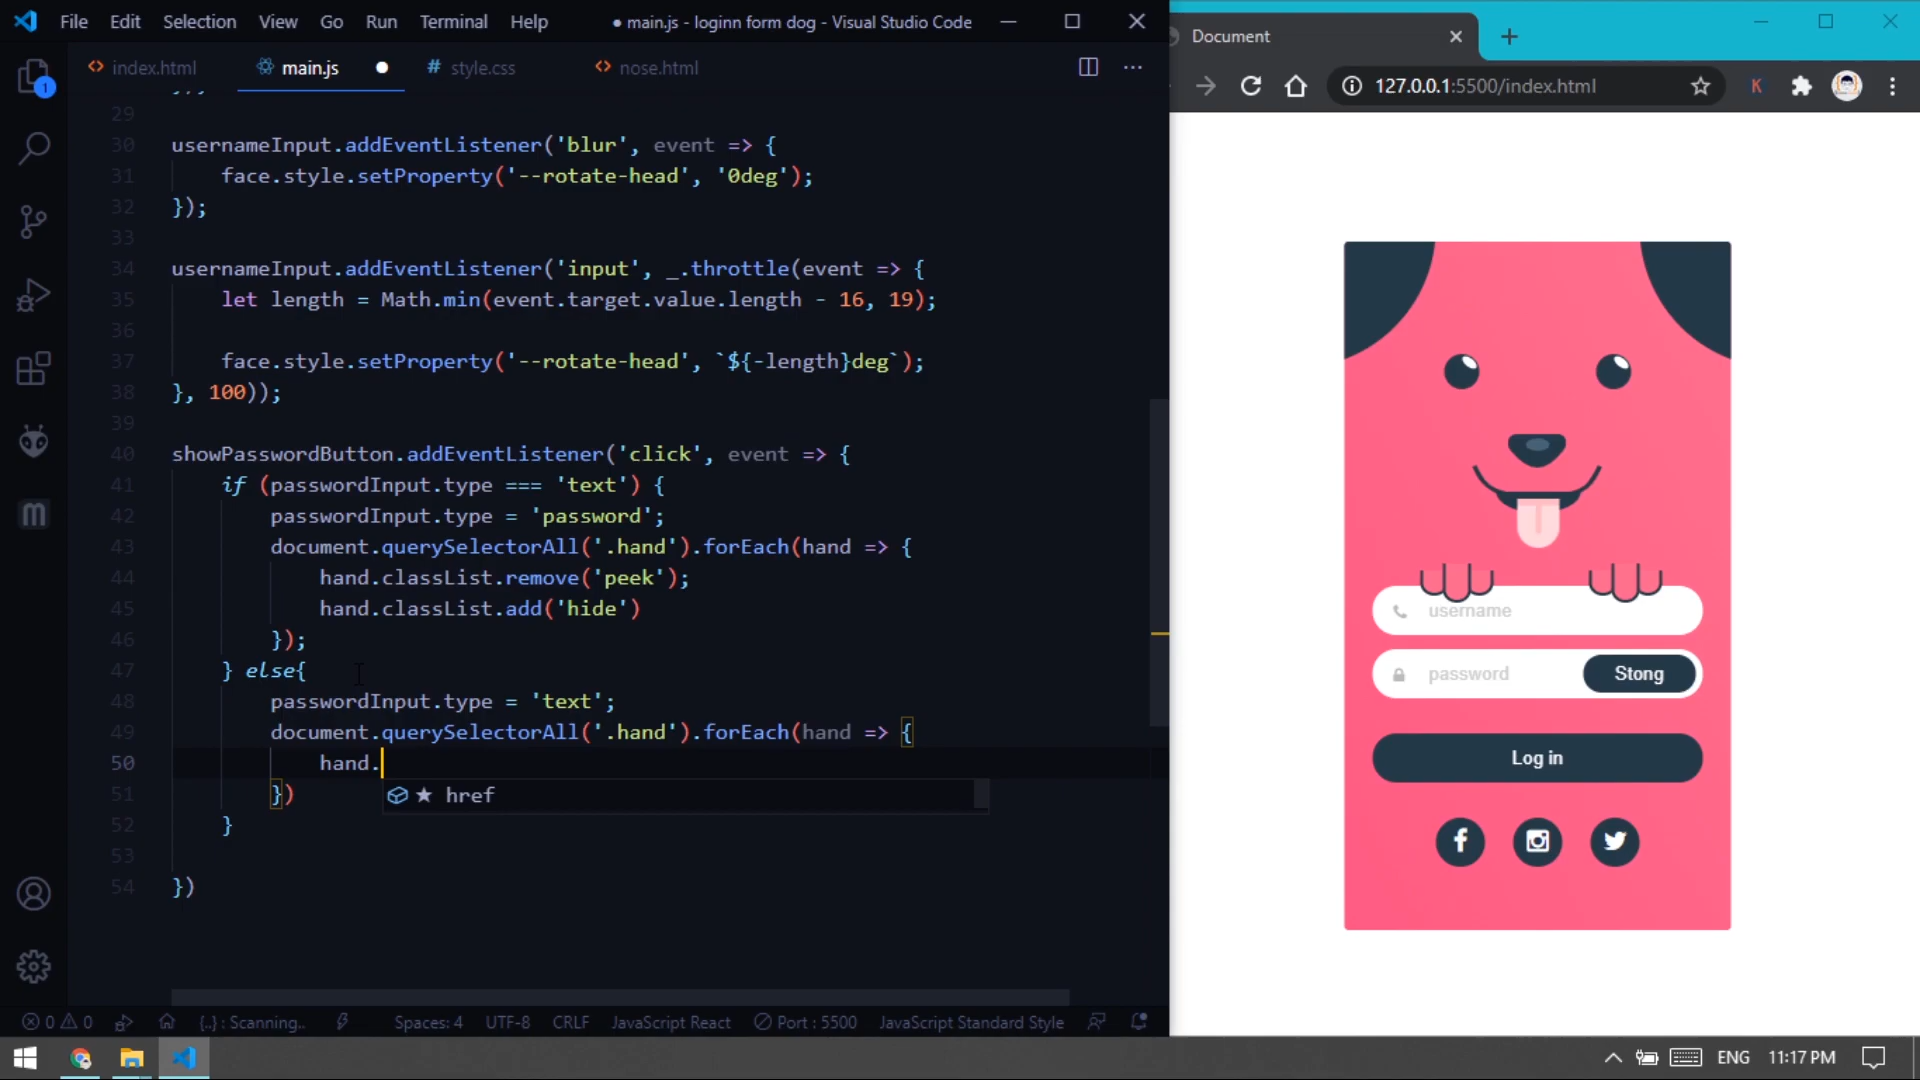 File Edit Selection View Go Run Terminal Help ● main.js - loginn form dog - Visual Studio Code
index.html main.js style.css nose.html
1
29
30 usernameInput.addEventListener('blur', event => {
31 face.style.setProperty('--rotate-head', '0deg');
32 });
33
34 usernameInput.addEventListener('input', _.throttle(event => {
35 let length = Math.min(event.target.value.length - 16, 19);
36
37 face.style.setProperty('--rotate-head', `${-length}deg`);
38 }, 100));
39
40 showPasswordButton.addEventListener('click', event => {
41 if (passwordInput.type === 'text') {
42 passwordInput.type = 'password';
43 document.querySelectorAll('.hand').forEach(hand => {
44 hand.classList.remove('peek');
45 hand.classList.add('hide')
46 });
47 } else{
48 passwordInput.type = 'text';
49 document.querySelectorAll('.hand').forEach(hand => {
50 hand.
51 })
★ href
52 }
53
54 })
0 0 {..} : Scanning.. Spaces: 4 UTF-8 CRLF JavaScript React Port : 5500 JavaScript Standard Style
Document
127.0.0.1:5500/index.html K
username
password Stong
Log in
ENG 11:17 PM